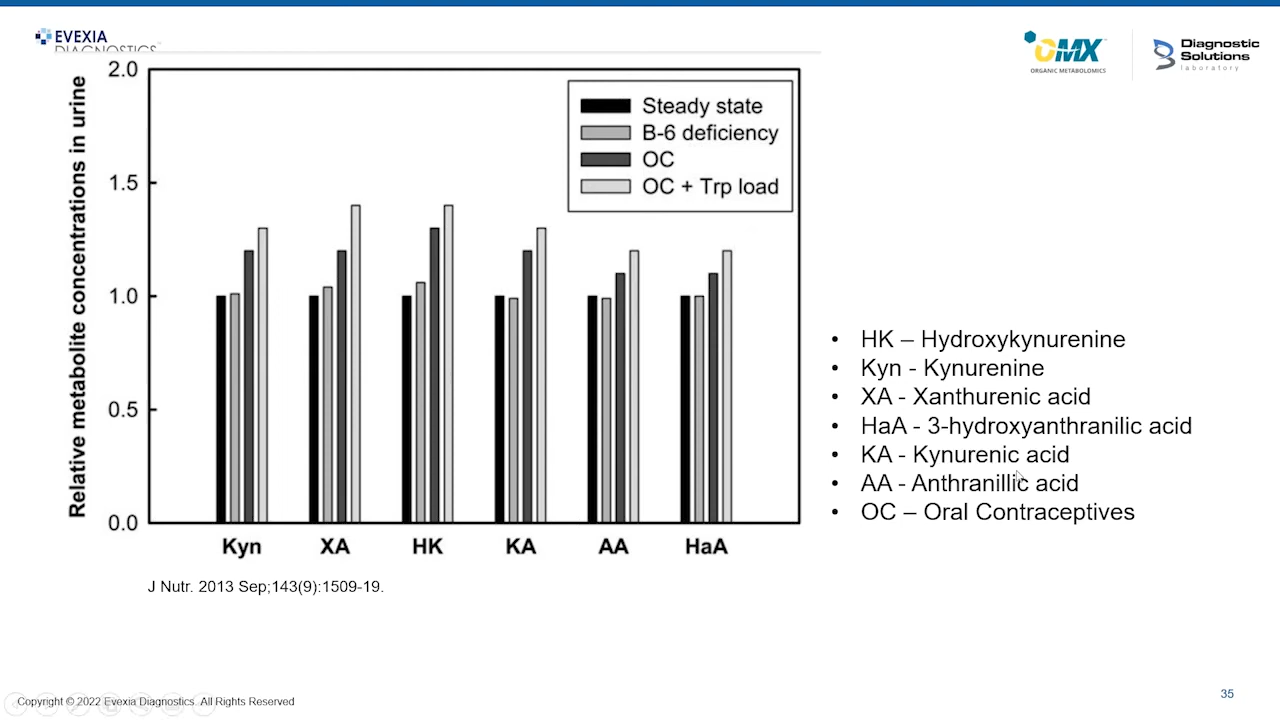 EVEXIA
DIAGNOSTICS™
OMX™
ORGANIC METABOLOMICS
Diagnostic
Solutions
laboratory
Relative metabolite concentrations in urine
2.0
1.5
1.0
0.5
0.0
Steady state
B-6 deficiency
OC
OC + Trp load
Kyn XA HK KA AA HaA
J Nutr. 2013 Sep;143(9):1509-19.
• HK – Hydroxykynurenine
• Kyn - Kynurenine
• XA - Xanthurenic acid
• HaA - 3-hydroxyanthranilic acid
• KA - Kynurenic acid
• AA - Anthranillic acid
• OC – Oral Contraceptives
Copyright © 2022 Evexia Diagnostics. All Rights Reserved
35